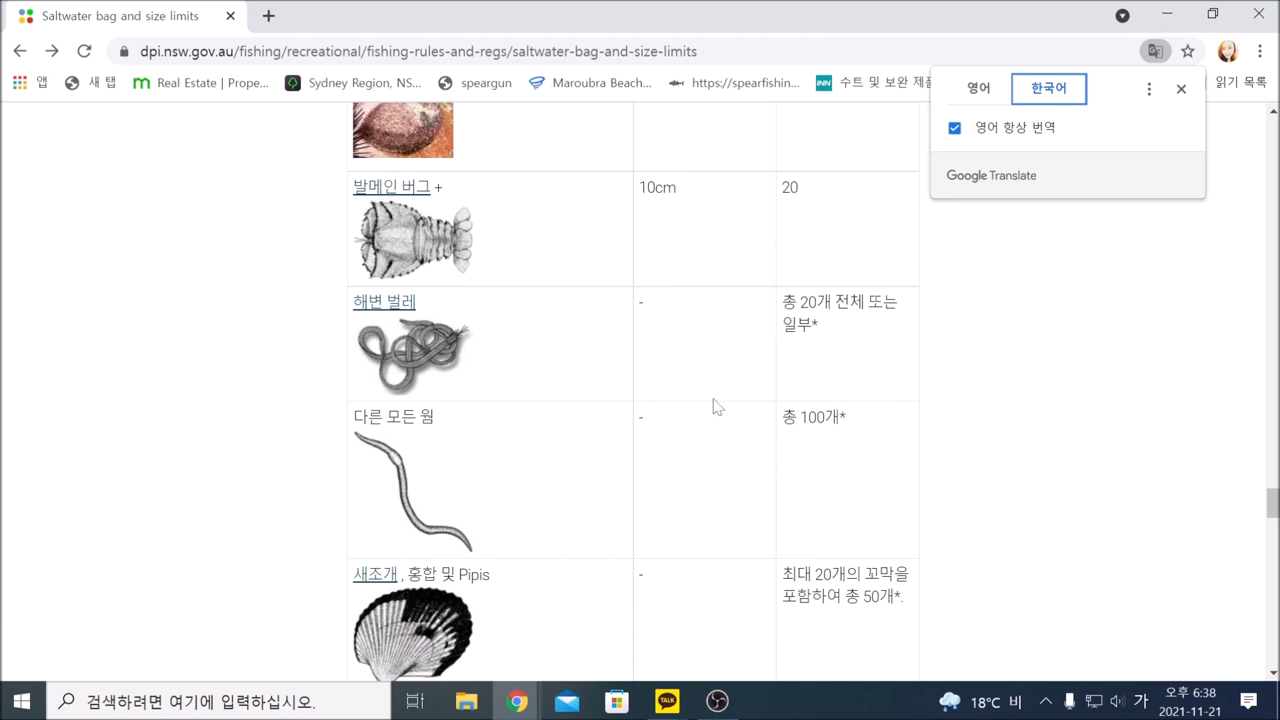 Saltwater bag and size limits
dpi.nsw.gov.au/fishing/recreational/fishing-rules-and-regs/saltwater-bag-and-size-limits
앱 새 탭 Real Estate | Prope... Sydney Region, NS... speargun Maroubra Beach... https://spearfishin... INN 수트 및 보완 제품 읽기 목록
영어 한국어
영어 항상 번역
Google Translate
발메인 버그 + 10cm 20
해변 벌레 - 총 20개 전체 또는
일부*
다른 모든 웜 - 총 100개*
새조개 , 홍합 및 Pipis - 최대 20개의 꼬막을
포함하여 총 50개*.
검색하려면 여기에 입력하십시오.
TALK
18°C 비
가
오후 6:38
2021-11-21